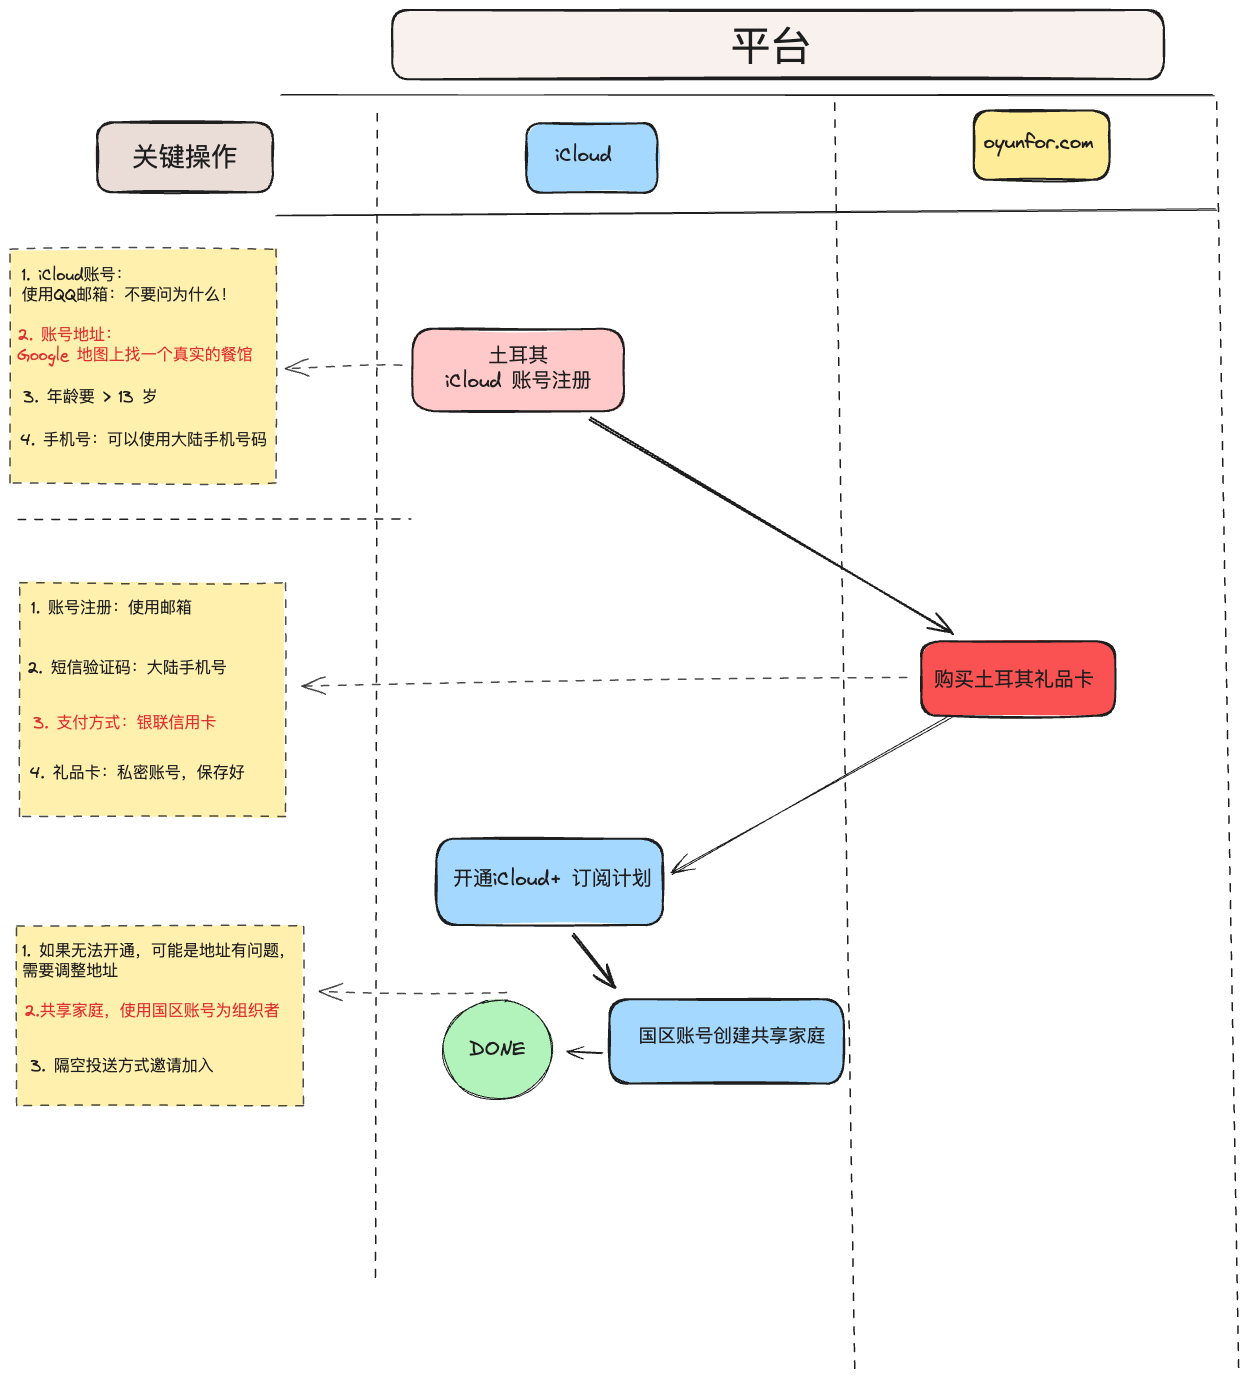 平台
关键操作
iCloud
oyunfor.com
1. iCloud账号：
使用QQ邮箱：不要问为什么！
2. 账号地址：
Google 地图上找一个真实的餐馆
3. 年龄要 > 13 岁
4. 手机号：可以使用大陆手机号码
土耳其
iCloud 账号注册
1. 账号注册：使用邮箱
2. 短信验证码：大陆手机号
3. 支付方式：银联信用卡
4. 礼品卡：私密账号，保存好
购买土耳其礼品卡
开通iCloud+ 订阅计划
1. 如果无法开通，可能是地址有问题，
需要调整地址
2.共享家庭，使用国区账号为组织者
3. 隔空投送方式邀请加入
国区账号创建共享家庭
DONE